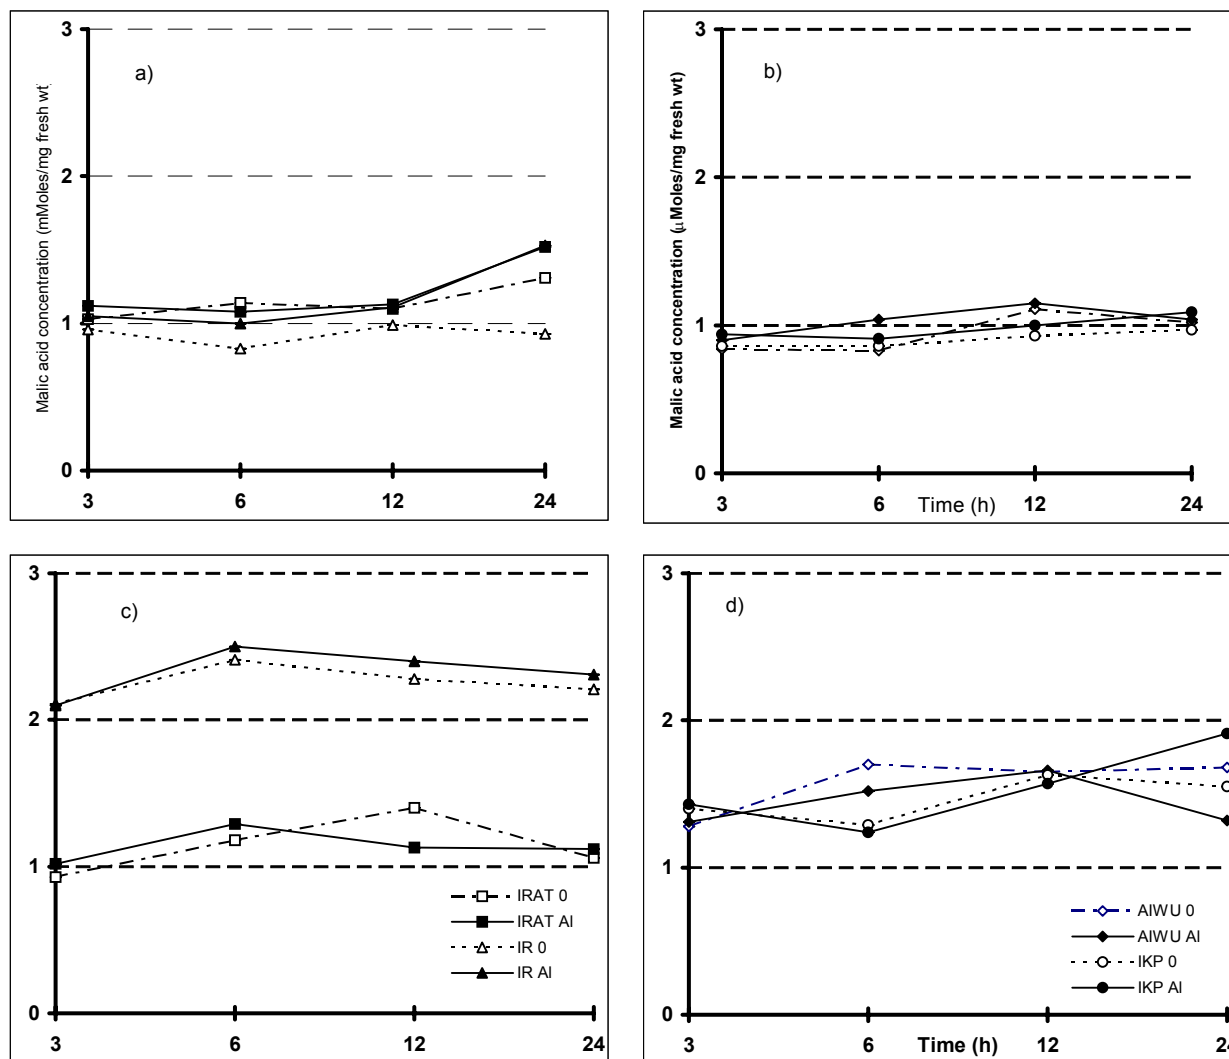 3
a)
2
1
0
3 6 12 24
Malic acid concentration (mMoles/mg fresh wt
3
b)
2
1
0
3 6 12 24
Time (h)
Malic acid concentration (μMoles/mg fresh wt)
3
c)
2
1
0
IRAT 0
IRAT Al
IR 0
IR Al
3 6 12 24
3
d)
2
1
0
AIWU 0
AIWU Al
IKP 0
IKP Al
3 6 12 24
Time (h)